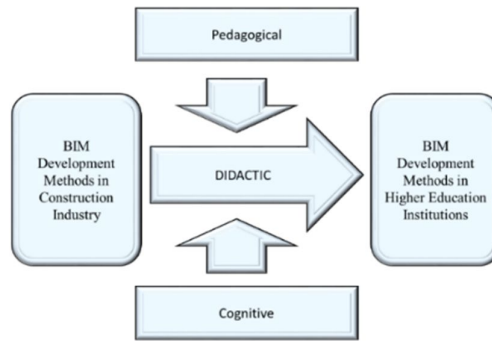 Pedagogical
BIM
Development
Methods in
Construction
Industry
DIDACTIC
BIM
Development
Methods in
Higher Education
Institutions
Cognitive